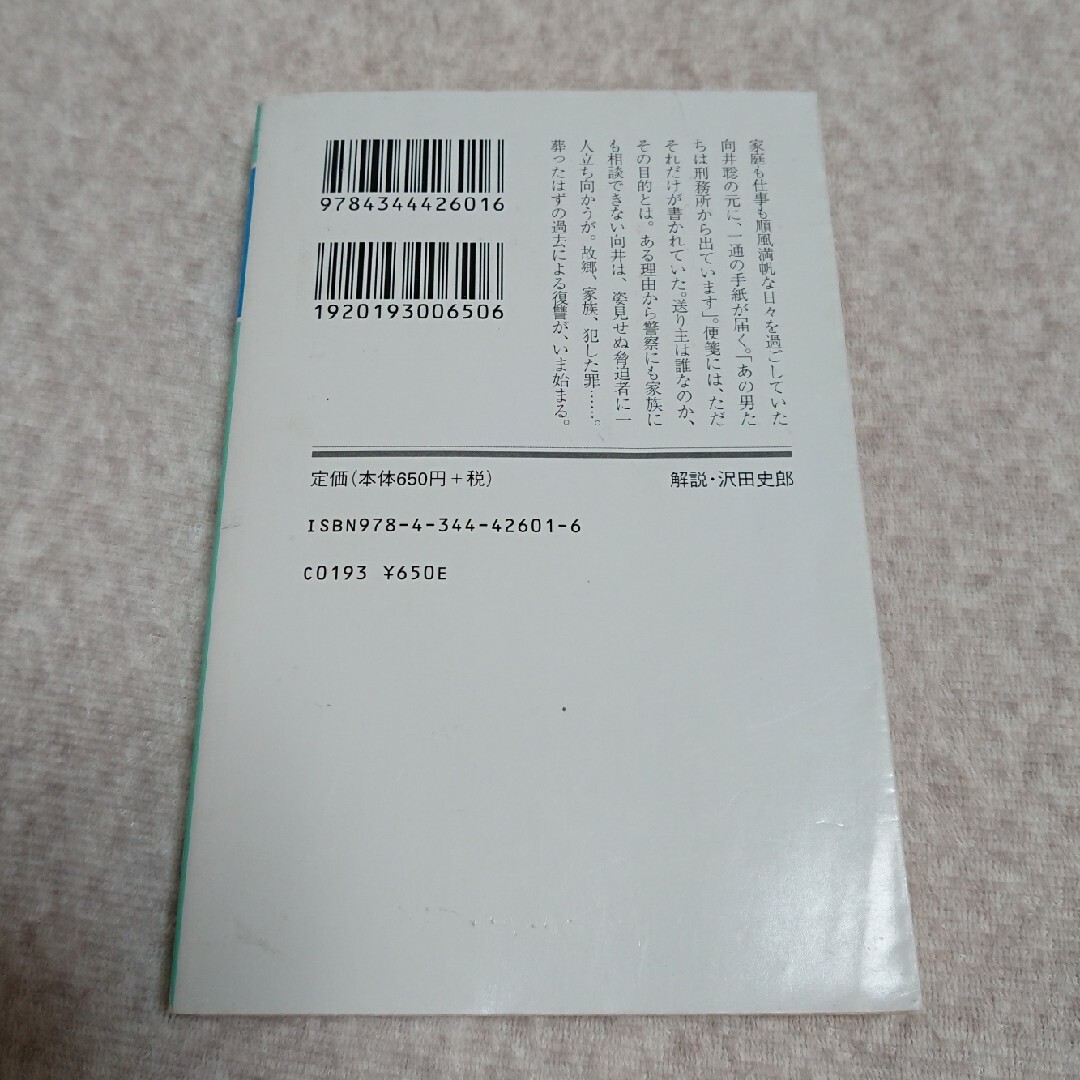 9784344426016
1920193006506
家庭も仕事も順風満帆な日々を過ごしていた
向井聡の元に、一通の手紙が届く。「あの男た
ちは刑務所から出ています」。便箋には、ただ
それだけが書かれていた。送り主は誰なのか、
その目的とは。ある理由から警察にも家族に
も相談できない向井は、姿見せぬ脅迫者に一
人立ち向かうが。故郷、家族、犯した罪……。
葬ったはずの過去による復讐が、いま始まる。
定価(本体650円+税)
解説・沢田史郎
ISBN978-4-344-42601-6
C0193 ¥650E